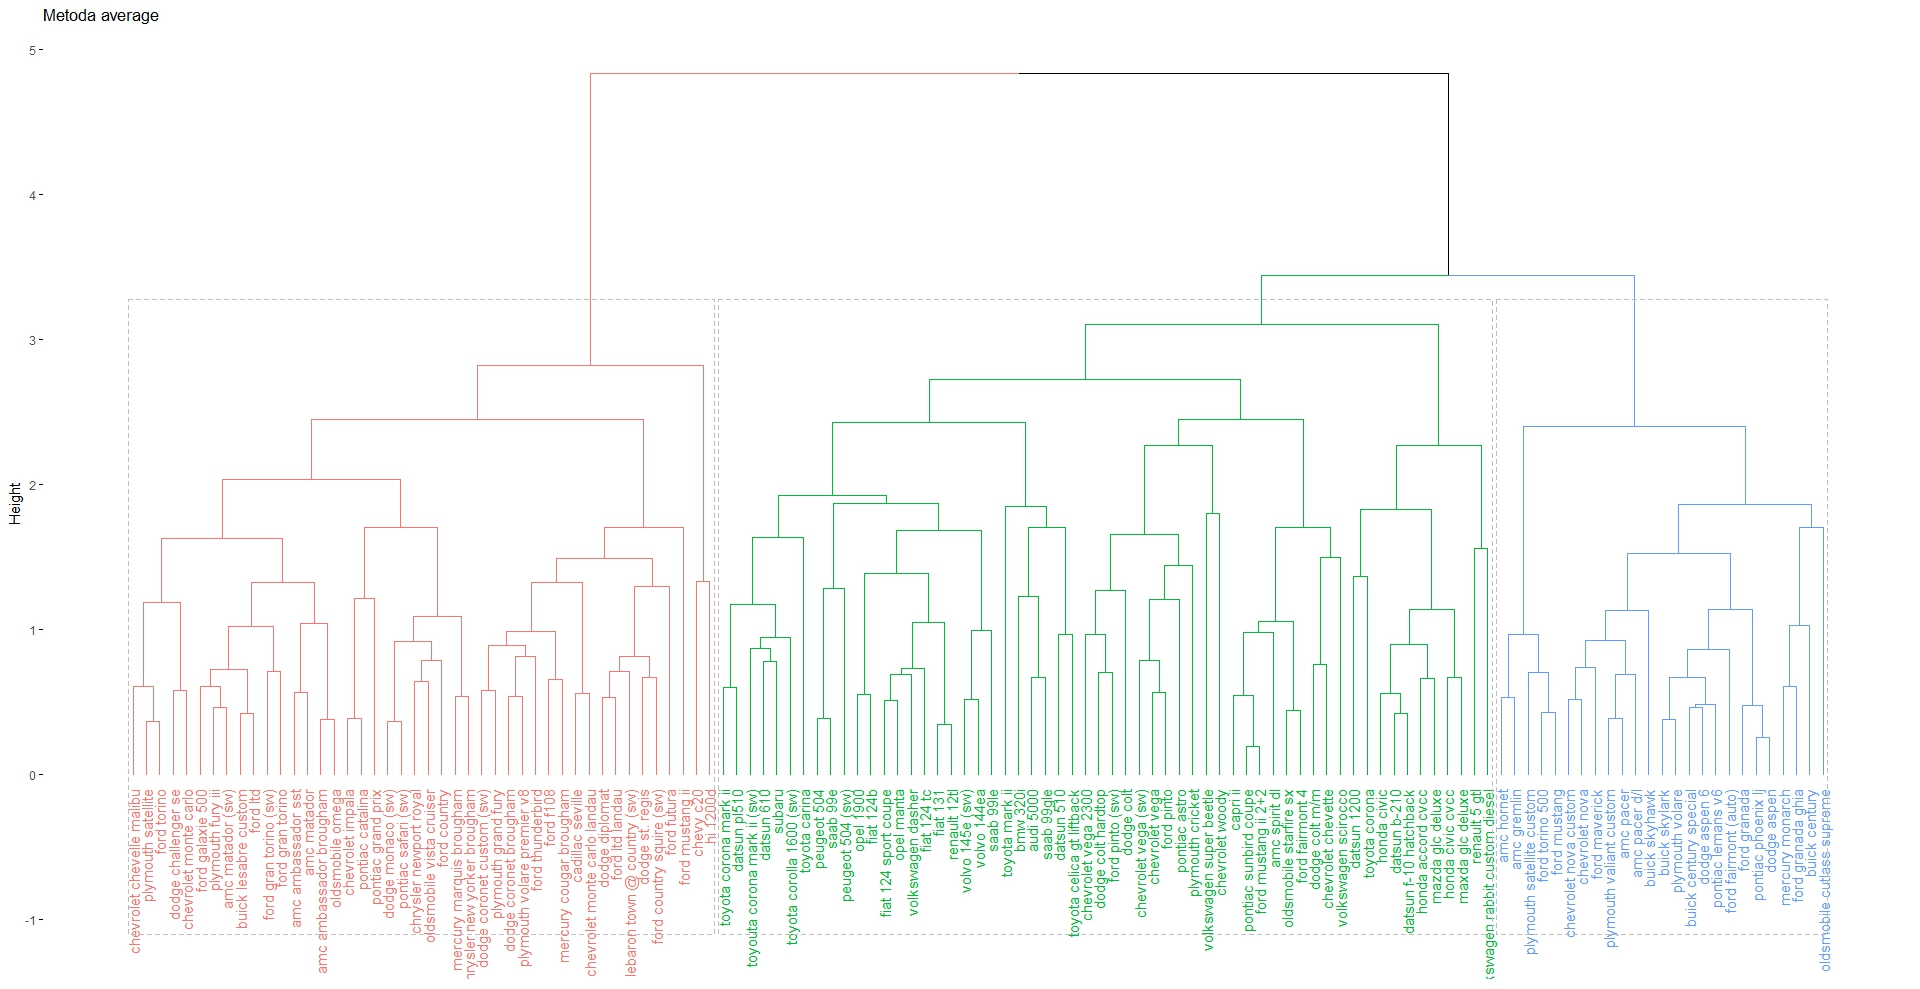 Metoda average
5
4
3
2
1
0
-1
Height
chevrolet chevelle malibu
plymouth satellite
ford torino
dodge challenger se
chevrolet monte carlo
ford galaxie 500
plymouth fury iii
amc matador (sw)
buick lesabre custom
ford ltd
ford gran torino (sw)
ford gran torino
amc ambassador sst
amc matador
amc ambassador brougham
oldsmobile omega
chevrolet impala
pontiac catalina
pontiac grand prix
dodge monaco (sw)
pontiac safari (sw)
chrysler newport royal
oldsmobile vista cruiser
ford country
mercury marquis brougham
hrysler new yorker brougham
dodge coronet custom (sw)
plymouth grand fury
dodge coronet brougham
plymouth volare premier v8
ford thunderbird
ford f108
mercury cougar brougham
cadillac seville
chevrolet monte carlo landau
dodge diplomat
ford ltd landau
lebaron town @ country (sw)
dodge st. regis
ford country squire (sw)
ford futura
ford mustang ii
chevy c20
hi 1200d
toyota corona mark ii
datsun pl510
toyouta corona mark ii (sw)
datsun 610
subaru
toyota corolla 1600 (sw)
toyota carina
peugeot 504
saab 99e
peugeot 504 (sw)
opel 1900
fiat 124b
fiat 124 sport coupe
opel manta
volkswagen dasher
fiat 124 tc
fiat 131
renault 12tl
volvo 145e (sw)
volvo 144ea
saab 99le
toyota mark ii
bmw 320i
audi 5000
saab 99gle
datsun 510
toyota celica gt liftback
chevrolet vega 2300
dodge colt hardtop
ford pinto (sw)
dodge colt
chevrolet vega (sw)
chevrolet vega
ford pinto
pontiac astro
plymouth cricket
volkswagen super beetle
chevrolet woody
capri ii
pontiac sunbird coupe
ford mustang ii 2+2
amc spirit dl
oldsmobile starfire sx
ford fairmont 4
dodge colt m/m
chevrolet chevette
volkswagen scirocco
datsun 1200
toyota corona
honda civic
datsun b-210
datsun f-10 hatchback
honda accord cvcc
mazda glc deluxe
honda civic cvcc
maxda glc deluxe
renault 5 gtl
swagen rabbit custom diesel
amc hornet
amc gremlin
plymouth satellite custom
ford torino 500
ford mustang
chevrolet nova custom
chevrolet nova
ford maverick
plymouth valiant custom
amc pacer
amc pacer d/l
buick skyhawk
buick skylark
plymouth volare
buick century special
dodge aspen 6
pontiac lemans v6
ford fairmont (auto)
ford granada
pontiac phoenix lj
dodge aspen
mercury monarch
ford granada ghia
buick century
oldsmobile cutlass supreme